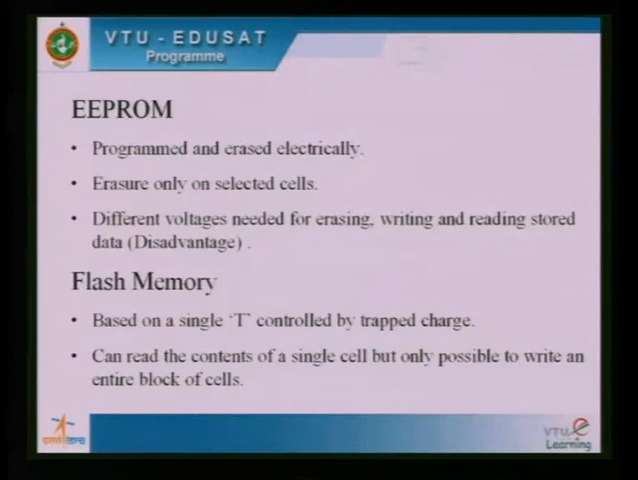 VTU - EDUSAT
Programme
EEPROM
• Programmed and erased electrically.
• Erasure only on selected cells.
• Different voltages needed for erasing, writing and reading stored
data (Disadvantage) .
Flash Memory
• Based on a single ‘T’ controlled by trapped charge.
• Can read the contents of a single cell but only possible to write an
entire block of cells.
VTU e
Learning